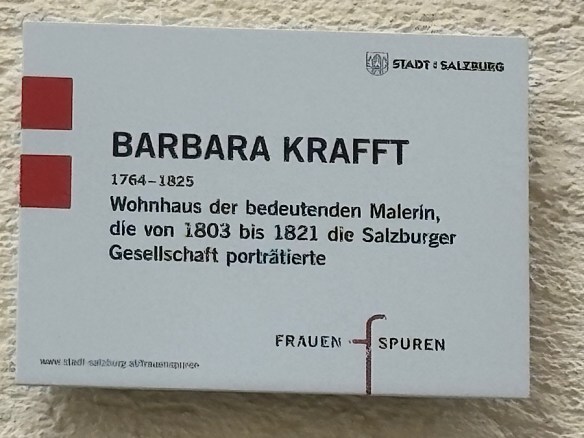 STADT : SALZBURG
BARBARA KRAFFT
1764–1825
Wohnhaus der bedeutenden Malerin,
die von 1803 bis 1821 die Salzburger
Gesellschaft porträtierte
FRAUEN SPUREN
www.stadt-salzburg.at/frauenspuren